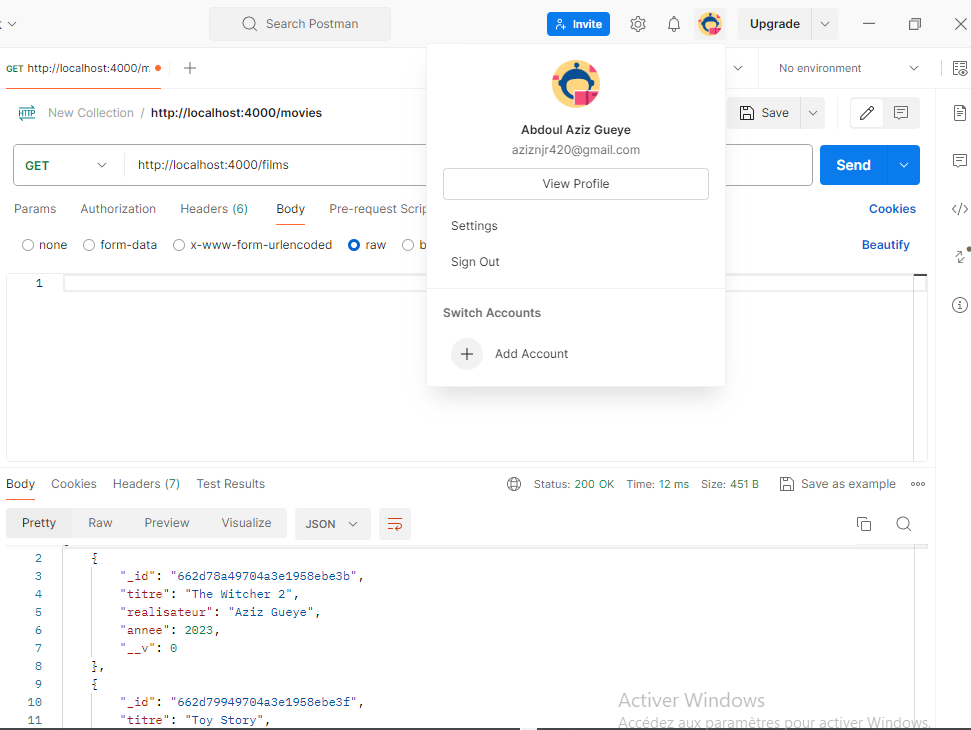 Search Postman
Invite
Upgrade
GET http://localhost:4000/m
No environment
HTTP New Collection / http://localhost:4000/movies
Save
GET http://localhost:4000/films
Send
Params Authorization Headers (6) Body Pre-request Scrip
Cookies
none form-data x-www-form-urlencoded raw b
Beautify
1
Abdoul Aziz Gueye
aziznjr420@gmail.com
View Profile
Settings
Sign Out
Switch Accounts
Add Account
Body Cookies Headers (7) Test Results
Status: 200 OK Time: 12 ms Size: 451 B Save as example
Pretty Raw Preview Visualize JSON
2 {
3 "_id": "662d78a49704a3e1958ebe3b",
4 "titre": "The Witcher 2",
5 "realisateur": "Aziz Gueye",
6 "annee": 2023,
7 "__v": 0
8 },
9 {
10 "_id": "662d79949704a3e1958ebe3f",
11 "titre": "Toy Story",
Activer Windows
Accédez aux paramètres pour activer Windows.